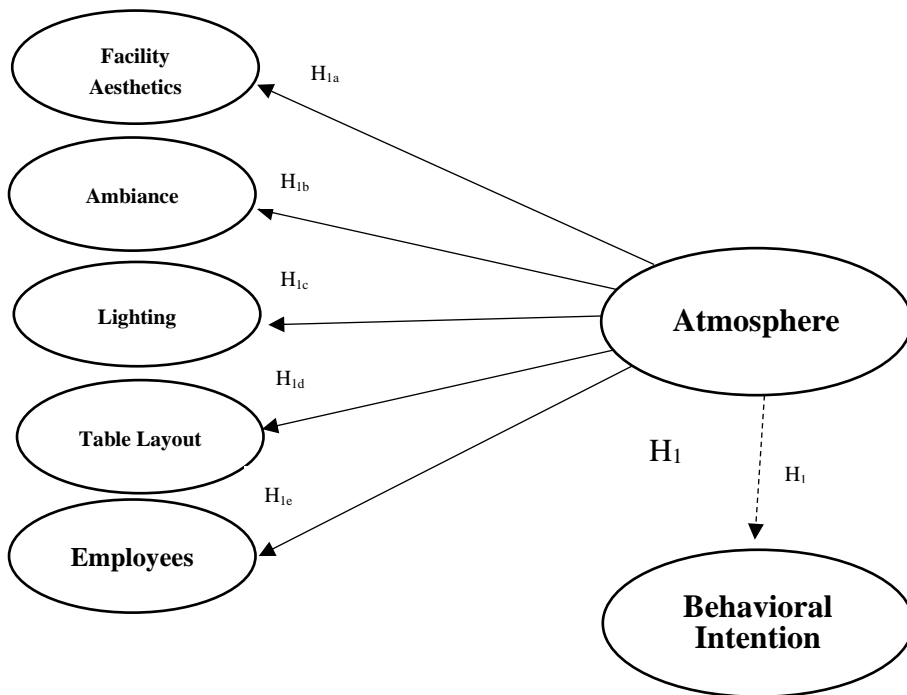 Facility
Aesthetics
H1a
Ambiance
H1b
Lighting
H1c
Atmosphere
Table Layout
H1d
H1
H1
Employees
H1e
Behavioral
Intention